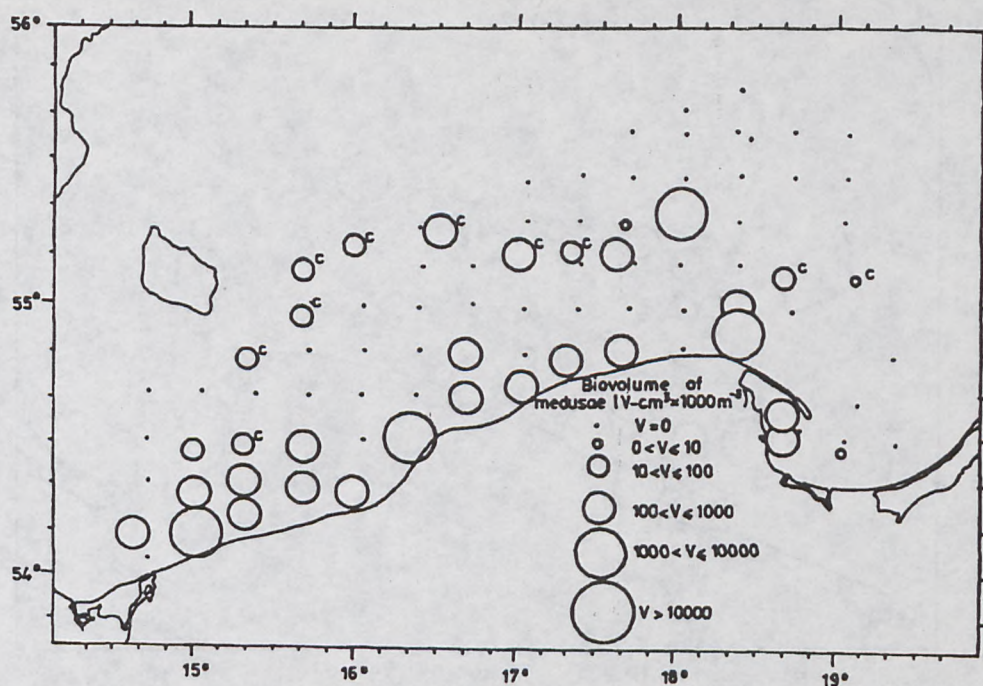 56°
c
c
c
c
c
c
c
55°
c
c
Biovolume of
medusae (V-cm³×1000m⁻³)
V=0
0<V≤10
10<V≤100
c
100<V≤1000
1000<V≤10000
54°
V>10000
15° 16° 17° 18° 19°